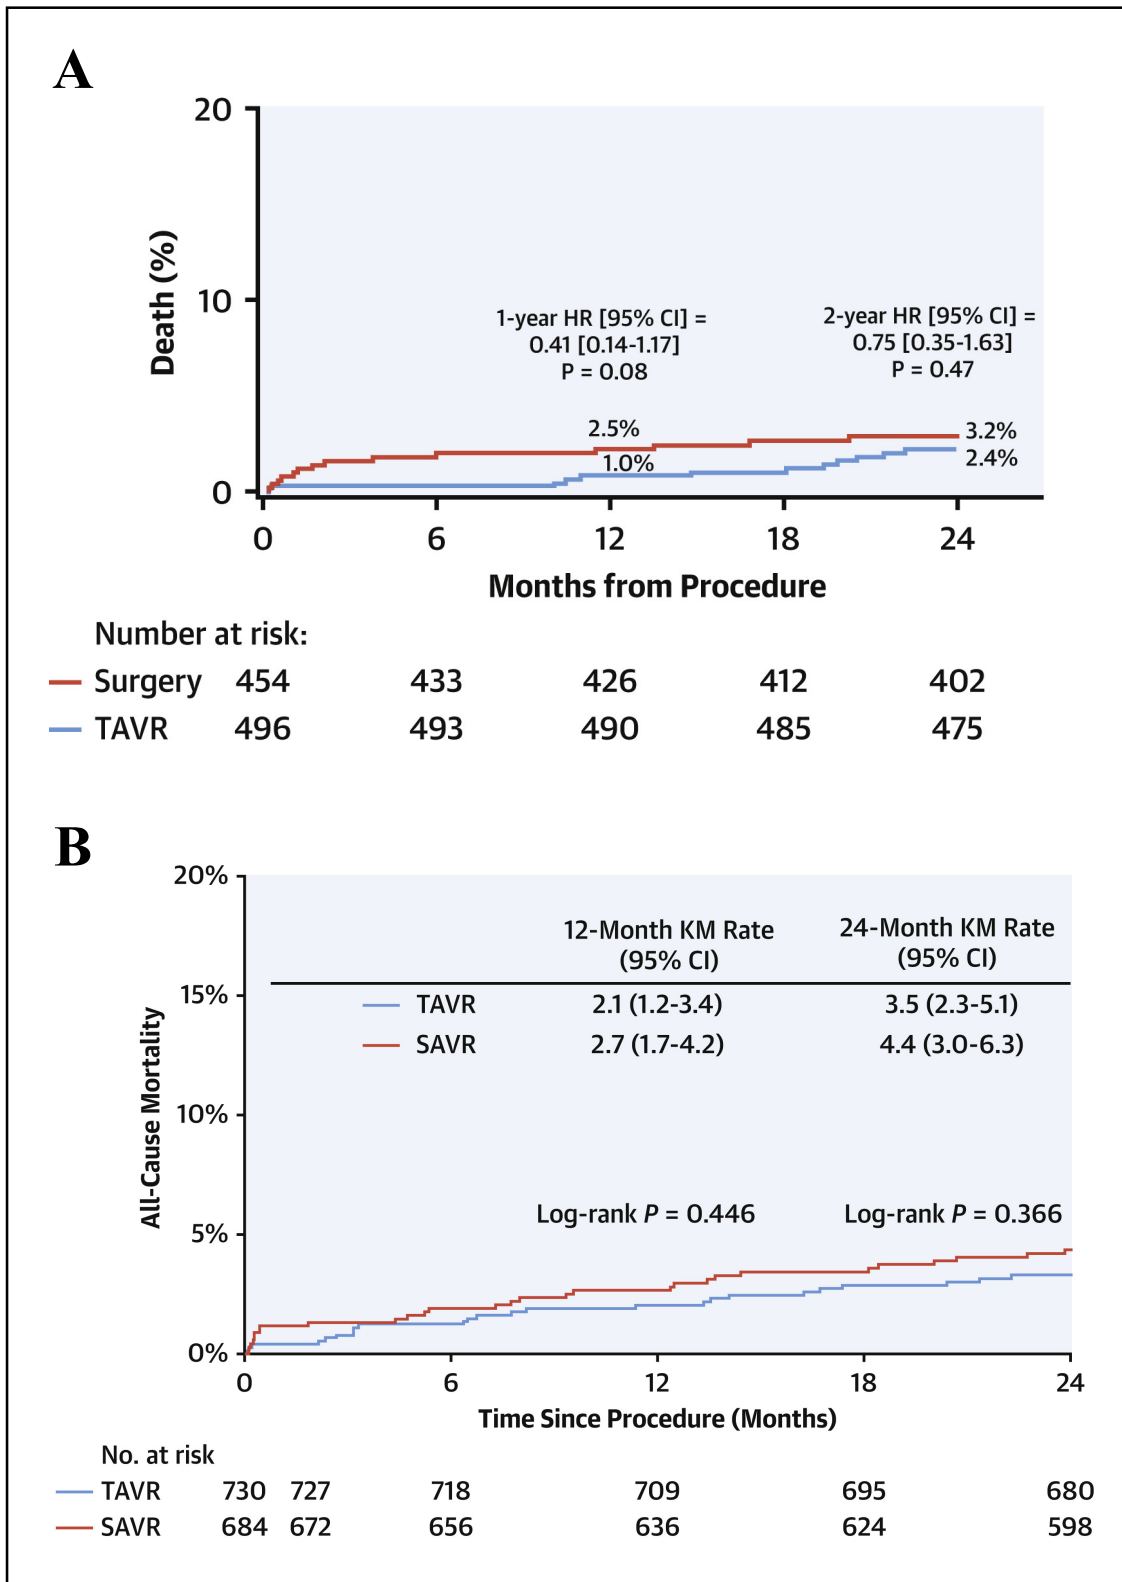 A
20
10
0
Death (%)
1-year HR [95% CI] =
0.41 [0.14-1.17]
P = 0.08
2-year HR [95% CI] =
0.75 [0.35-1.63]
P = 0.47
2.5%
1.0%
3.2%
2.4%
0 6 12 18 24
Months from Procedure
Number at risk:
Surgery 454 433 426 412 402
TAVR 496 493 490 485 475
B
20%
15%
10%
5%
0%
All-Cause Mortality
12-Month KM Rate
(95% CI)
24-Month KM Rate
(95% CI)
TAVR 2.1 (1.2-3.4) 3.5 (2.3-5.1)
SAVR 2.7 (1.7-4.2) 4.4 (3.0-6.3)
Log-rank P = 0.446 Log-rank P = 0.366
0 6 12 18 24
Time Since Procedure (Months)
No. at risk
TAVR 730 727 718 709 695 680
SAVR 684 672 656 636 624 598